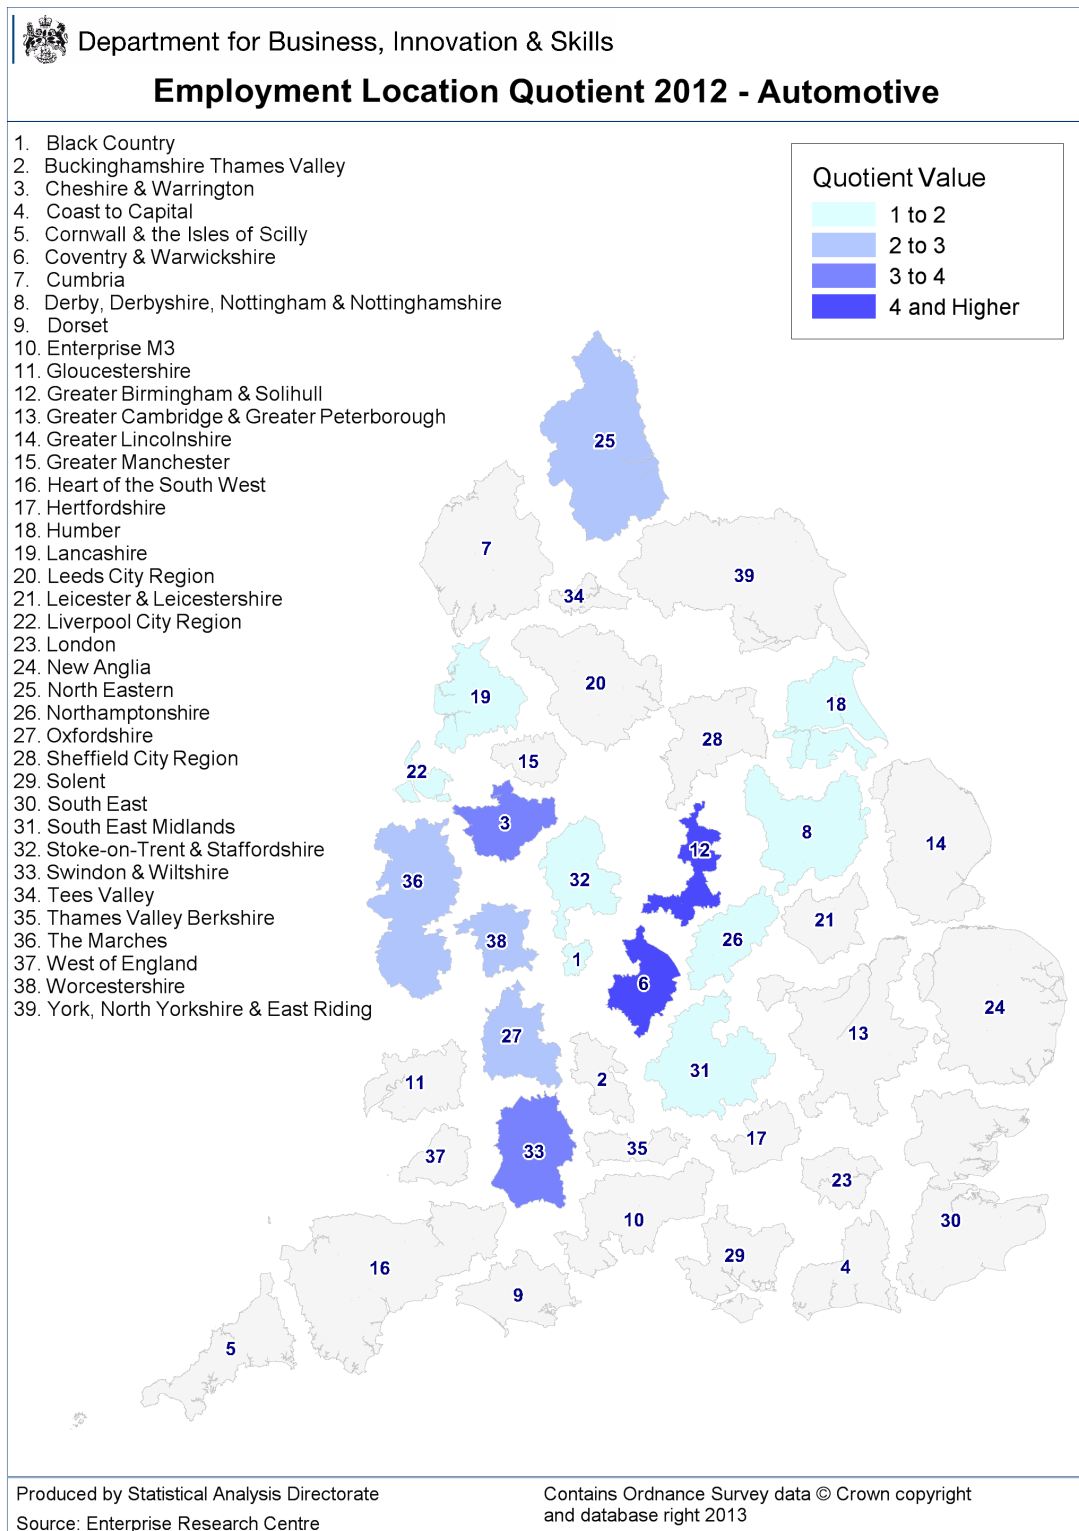 Department for Business, Innovation & Skills
Employment Location Quotient 2012 - Automotive
1. Black Country
2. Buckinghamshire Thames Valley
3. Cheshire & Warrington
4. Coast to Capital
5. Cornwall & the Isles of Scilly
6. Coventry & Warwickshire
7. Cumbria
8. Derby, Derbyshire, Nottingham & Nottinghamshire
9. Dorset
10. Enterprise M3
11. Gloucestershire
12. Greater Birmingham & Solihull
13. Greater Cambridge & Greater Peterborough
14. Greater Lincolnshire
15. Greater Manchester
16. Heart of the South West
17. Hertfordshire
18. Humber
19. Lancashire
20. Leeds City Region
21. Leicester & Leicestershire
22. Liverpool City Region
23. London
24. New Anglia
25. North Eastern
26. Northamptonshire
27. Oxfordshire
28. Sheffield City Region
29. Solent
30. South East
31. South East Midlands
32. Stoke-on-Trent & Staffordshire
33. Swindon & Wiltshire
34. Tees Valley
35. Thames Valley Berkshire
36. The Marches
37. West of England
38. Worcestershire
39. York, North Yorkshire & East Riding
Quotient Value
1 to 2
2 to 3
3 to 4
4 and Higher
25
7
39
34
20
19
18
28
15
22
3
8
12
14
36
32
21
38
26
1
6
24
27
13
31
11
2
17
35
37
33
23
10
30
29
16
4
9
5
Produced by Statistical Analysis Directorate
Source: Enterprise Research Centre
Contains Ordnance Survey data © Crown copyright
and database right 2013